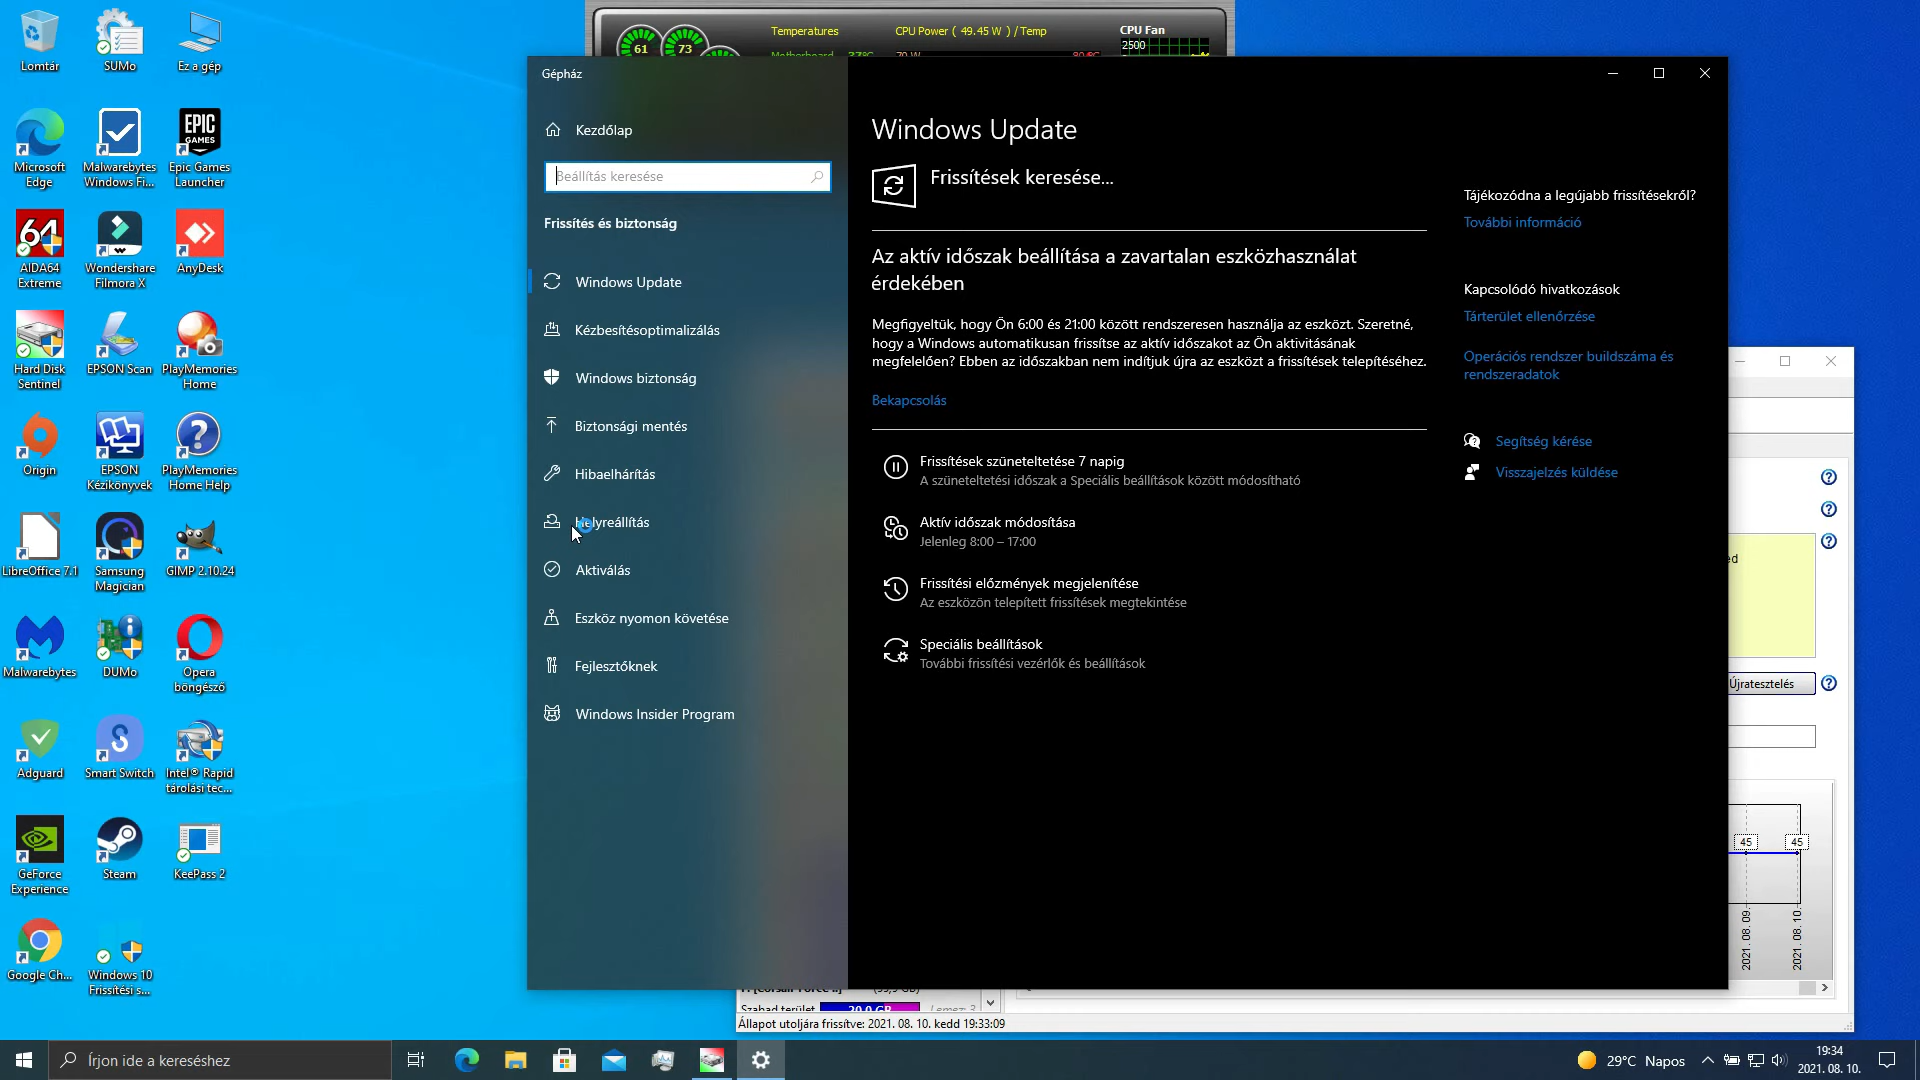 Lomtár
SUMo
Ez a gép
Microsoft
Edge
Malwarebytes
Windows Fi...
EPIC
GAMES
Epic Games
Launcher
64
AIDA64
Extreme
Wondershare
Filmora X
AnyDesk
Hard Disk
Sentinel
EPSON Scan
PlayMemories
Home
Origin
EPSON
Kézikönyvek
PlayMemories
Home Help
LibreOffice 7.1
Samsung
Magician
GIMP 2.10.24
Malwarebytes
DUMo
Opera
böngésző
Adguard
Smart Switch
Intel® Rapid
tárolási tec...
GeForce
Experience
Steam
KeePass 2
Google Ch...
Windows 10
Frissítési s...
61
73
Temperatures
CPU Power ( 49.45 W ) / Temp
CPU Fan
2500
Gépház
Kezdőlap
Beállítás keresése
Frissítés és biztonság
Windows Update
Kézbesítésoptimalizálás
Windows biztonság
Biztonsági mentés
Hibaelhárítás
Helyreállítás
Aktiválás
Eszköz nyomon követése
Fejlesztőknek
Windows Insider Program
Windows Update
Frissítések keresése...
Az aktív időszak beállítása a zavartalan eszközhasználat
érdekében
Megfigyeltük, hogy Ön 6:00 és 21:00 között rendszeresen használja az eszközt. Szeretné,
hogy a Windows automatikusan frissítse az aktív időszakot az Ön aktivitásának
megfelelően? Ebben az időszakban nem indítjuk újra az eszközt a frissítések telepítéséhez.
Bekapcsolás
Frissítések szüneteltetése 7 napig
A szüneteltetési időszak a Speciális beállítások között módosítható
Aktív időszak módosítása
Jelenleg 8:00 – 17:00
Frissítési előzmények megjelenítése
Az eszközön telepített frissítések megtekintése
Speciális beállítások
További frissítési vezérlők és beállítások
Tájékozódna a legújabb frissítésekről?
További információ
Kapcsolódó hivatkozások
Tárterület ellenőrzése
Operációs rendszer buildszáma és
rendszeradatok
Segítség kérése
Visszajelzés küldése
ed
Újratesztelés
45
45
2021. 08. 09.
2021. 08. 10.
Szabad terület
20,0 GB
Lemez: 3
Állapot utoljára frissítve: 2021. 08. 10. kedd 19:33:09
Írjon ide a kereséshez
29°C Napos
19:34
2021. 08. 10.